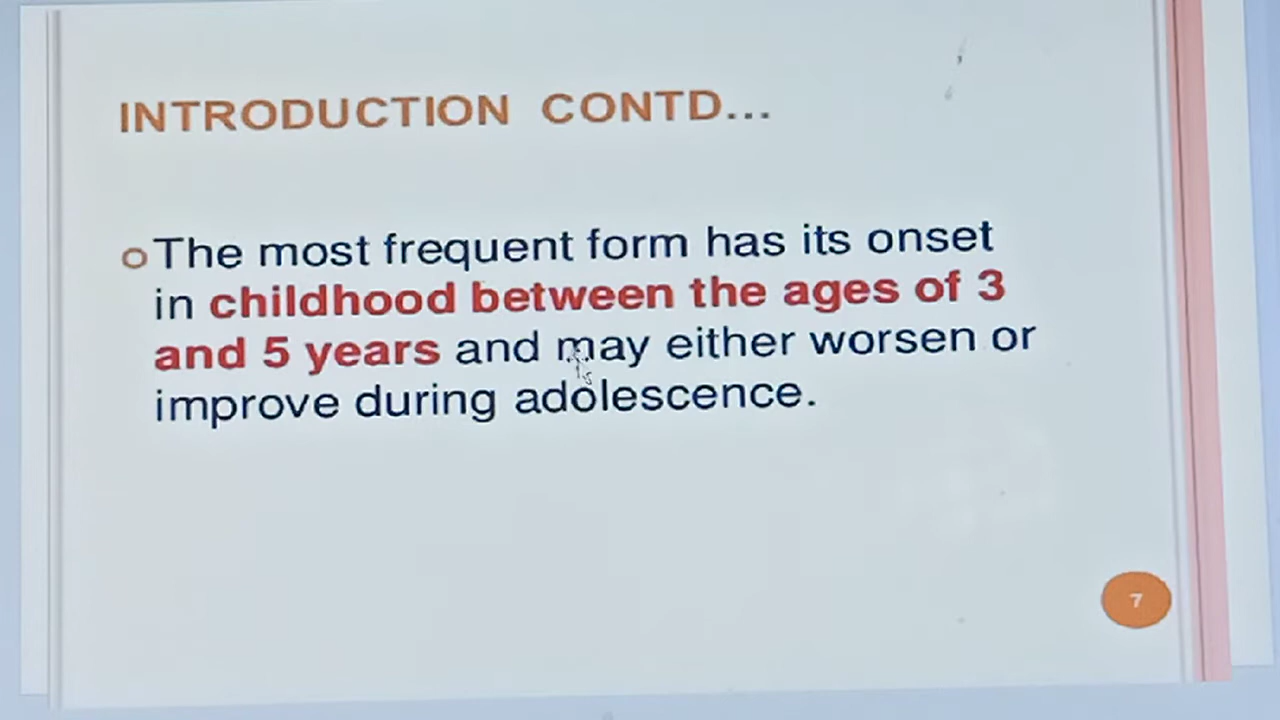 INTRODUCTION CONTD...
The most frequent form has its onset
in childhood between the ages of 3
and 5 years and may either worsen or
improve during adolescence.
7